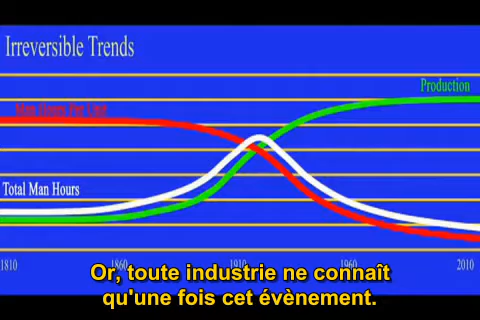 Irreversible Trends
Production
Man Hours Per Unit
Total Man Hours
1810 1860 1910 1960 2010
Or, toute industrie ne connaît
qu'une fois cet évènement.